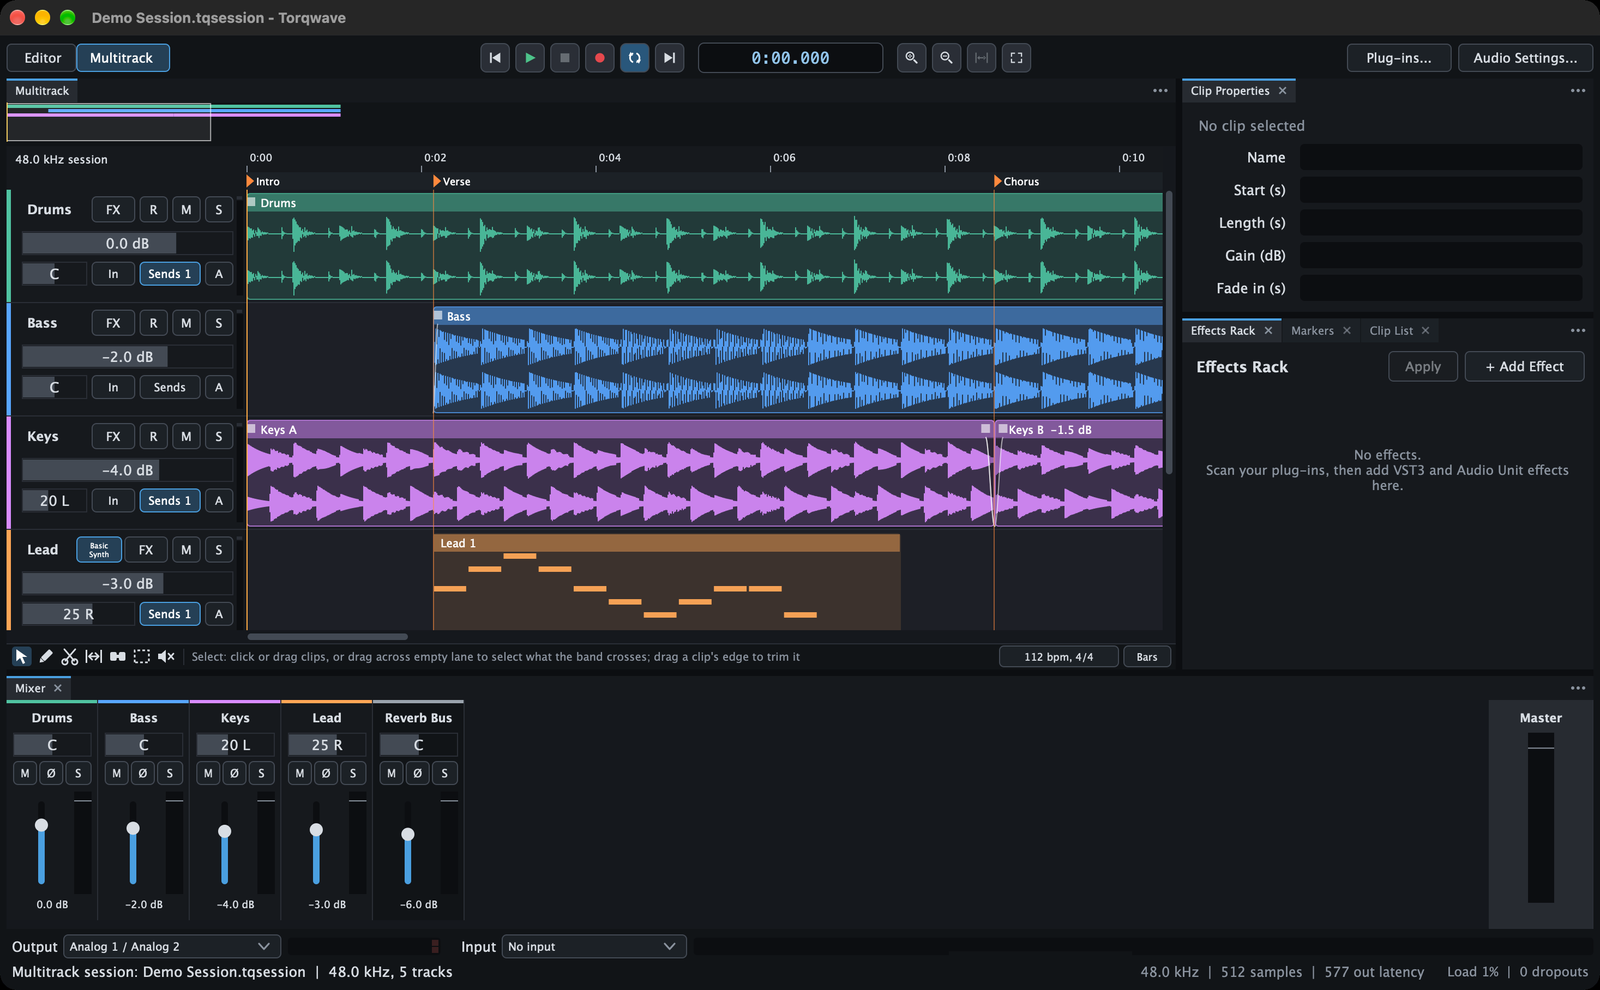 Demo Session.tqsession - Torqwave
Editor Multitrack 0:00.000 Plug-ins... Audio Settings...
Multitrack
48.0 kHz session
0:00 0:02 0:04 0:06 0:08 0:10
Intro Verse Chorus
Drums FX R M S
0.0 dB
C In Sends 1 A
Drums
Bass FX R M S
-2.0 dB
C In Sends A
Bass
Keys FX R M S
-4.0 dB
20 L In Sends 1 A
Keys A
Keys B -1.5 dB
Lead Basic Synth FX M S
-3.0 dB
25 R Sends 1 A
Lead 1
Select: click or drag clips, or drag across empty lane to select what the band crosses; drag a clip's edge to trim it
112 bpm, 4/4 Bars
Clip Properties
No clip selected
Name
Start (s)
Length (s)
Gain (dB)
Fade in (s)
Effects Rack Markers Clip List
Effects Rack Apply + Add Effect
No effects.
Scan your plug-ins, then add VST3 and Audio Unit effects
here.
Mixer
Drums Bass Keys Lead Reverb Bus Master
C C 20 L 25 R C
M Ø S M Ø S M Ø S M Ø S M Ø S
0.0 dB -2.0 dB -4.0 dB -3.0 dB -6.0 dB
Output Analog 1 / Analog 2 Input No input
Multitrack session: Demo Session.tqsession | 48.0 kHz, 5 tracks
48.0 kHz | 512 samples | 577 out latency Load 1% | 0 dropouts